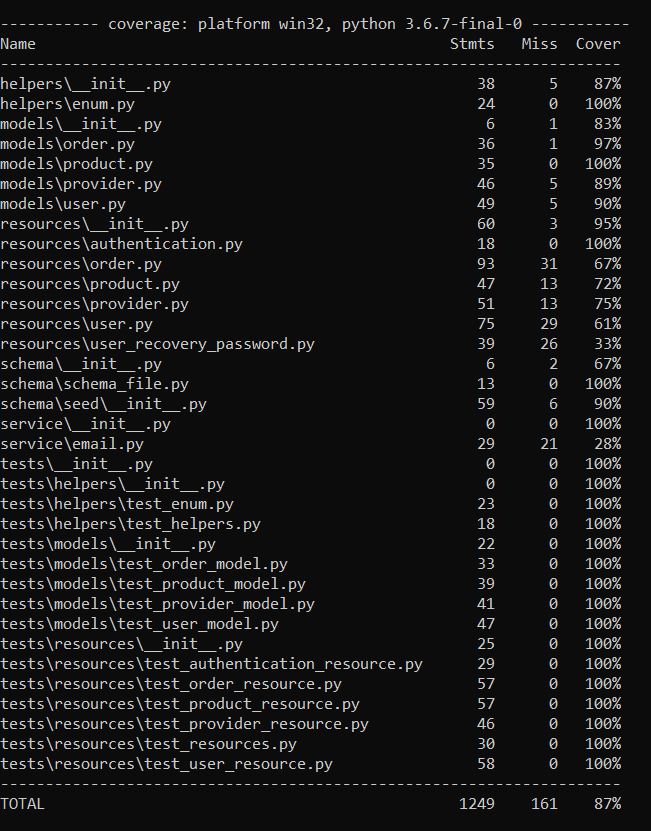 ----------- coverage: platform win32, python 3.6.7-final-0 -----------
Name                                                Stmts   Miss  Cover
---------------------------------------------------------------------
helpers\__init__.py                                    38      5    87%
helpers\enum.py                                        24      0   100%
models\__init__.py                                      6      1    83%
models\order.py                                        36      1    97%
models\product.py                                      35      0   100%
models\provider.py                                     46      5    89%
models\user.py                                         49      5    90%
resources\__init__.py                                  60      3    95%
resources\authentication.py                            18      0   100%
resources\order.py                                     93     31    67%
resources\product.py                                   47     13    72%
resources\provider.py                                  51     13    75%
resources\user.py                                      75     29    61%
resources\user_recovery_password.py                    39     26    33%
schema\__init__.py                                      6      2    67%
schema\schema_file.py                                  13      0   100%
schema\seed\__init__.py                                59      6    90%
service\__init__.py                                     0      0   100%
service\email.py                                       29     21    28%
tests\__init__.py                                       0      0   100%
tests\helpers\__init__.py                               0      0   100%
tests\helpers\test_enum.py                             23      0   100%
tests\helpers\test_helpers.py                          18      0   100%
tests\models\__init__.py                               22      0   100%
tests\models\test_order_model.py                       33      0   100%
tests\models\test_product_model.py                     39      0   100%
tests\models\test_provider_model.py                    41      0   100%
tests\models\test_user_model.py                        47      0   100%
tests\resources\__init__.py                            25      0   100%
tests\resources\test_authentication_resource.py        29      0   100%
tests\resources\test_order_resource.py                 57      0   100%
tests\resources\test_product_resource.py               57      0   100%
tests\resources\test_provider_resource.py              46      0   100%
tests\resources\test_resources.py                      30      0   100%
tests\resources\test_user_resource.py                  58      0   100%
---------------------------------------------------------------------
TOTAL                                                1249    161    87%